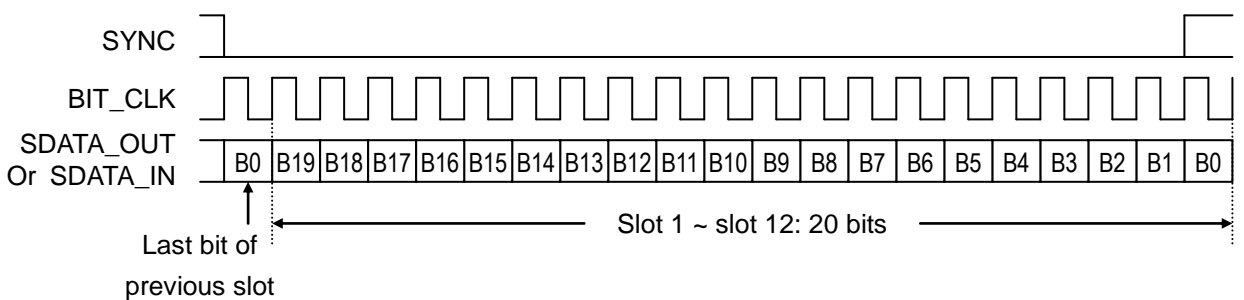 SYNC
BIT_CLK
SDATA_OUT
Or SDATA_IN
B0 B19 B18 B17 B16 B15 B14 B13 B12 B11 B10 B9 B8 B7 B6 B5 B4 B3 B2 B1 B0
Slot 1 ~ slot 12: 20 bits
Last bit of
previous slot